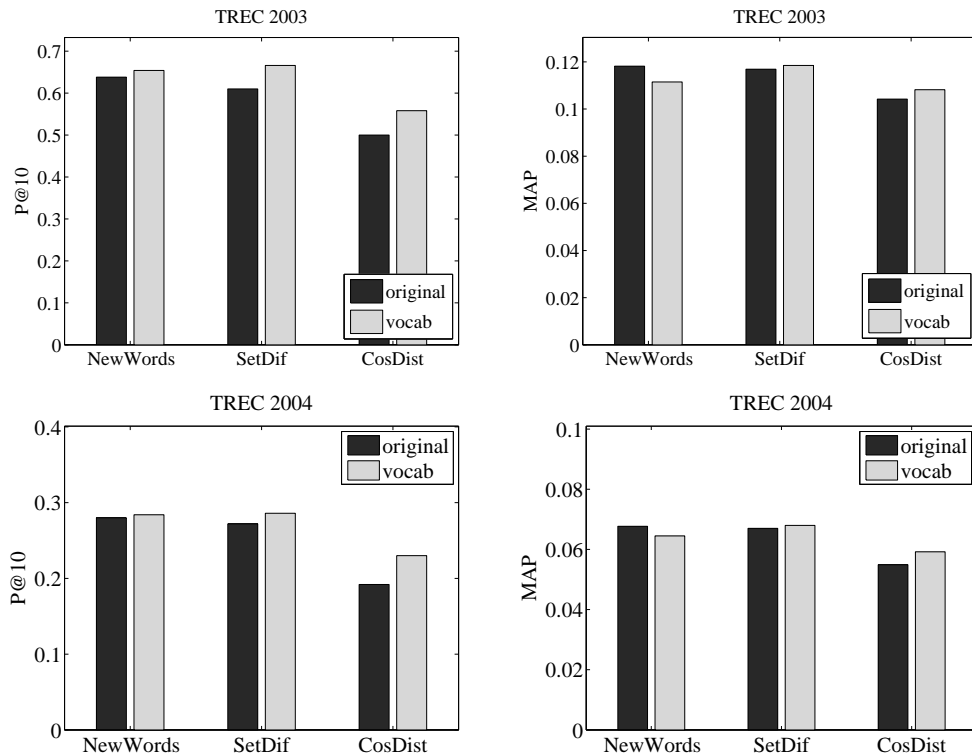 TREC 2003
P@10
0.7
0.6
0.5
0.4
0.3
0.2
0.1
0
original
vocab
NewWords SetDif CosDist
TREC 2003
MAP
0.12
0.1
0.08
0.06
0.04
0.02
0
original
vocab
NewWords SetDif CosDist
TREC 2004
P@10
0.4
0.3
0.2
0.1
0
original
vocab
NewWords SetDif CosDist
TREC 2004
MAP
0.1
0.08
0.06
0.04
0.02
0
original
vocab
NewWords SetDif CosDist